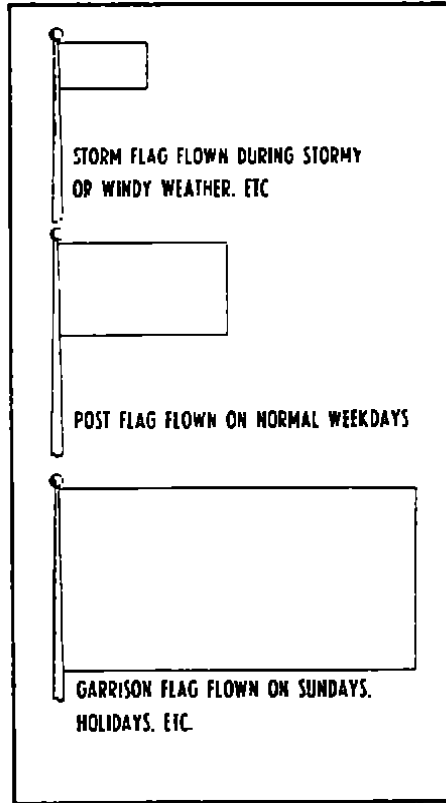 STORM FLAG FLOWN DURING STORMY
OR WINDY WEATHER. ETC
POST FLAG FLOWN ON NORMAL WEEKDAYS
GARRISON FLAG FLOWN ON SUNDAYS.
HOLIDAYS. ETC.